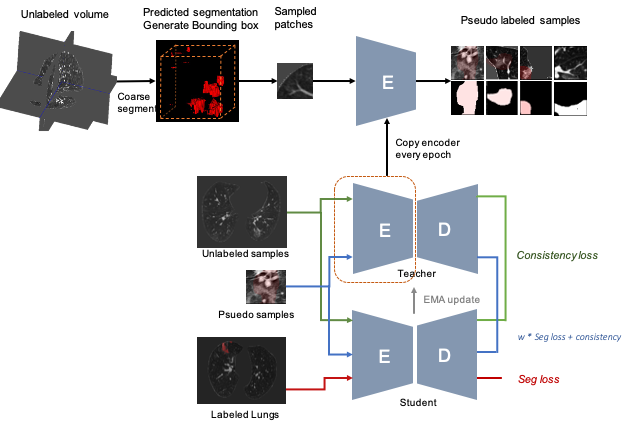 Unlabeled volume
Predicted segmentation
Generate Bounding box
Sampled
patches
Pseudo labeled samples
Coarse
segment
E
Copy encoder
every epoch
Unlabeled samples
E
D
Teacher
Consistency loss
Psuedo samples
EMA update
w * Seg loss + consistency
E
D
Seg loss
Labeled Lungs
Student